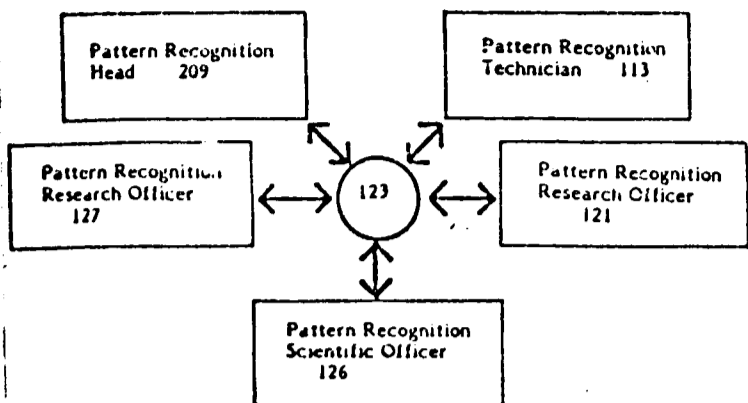 Pattern Recognition
Head 209
Pattern Recognition
Technician 113
Pattern Recognition
Research Officer
127
123
Pattern Recognition
Research Officer
121
Pattern Recognition
Scientific Officer
126